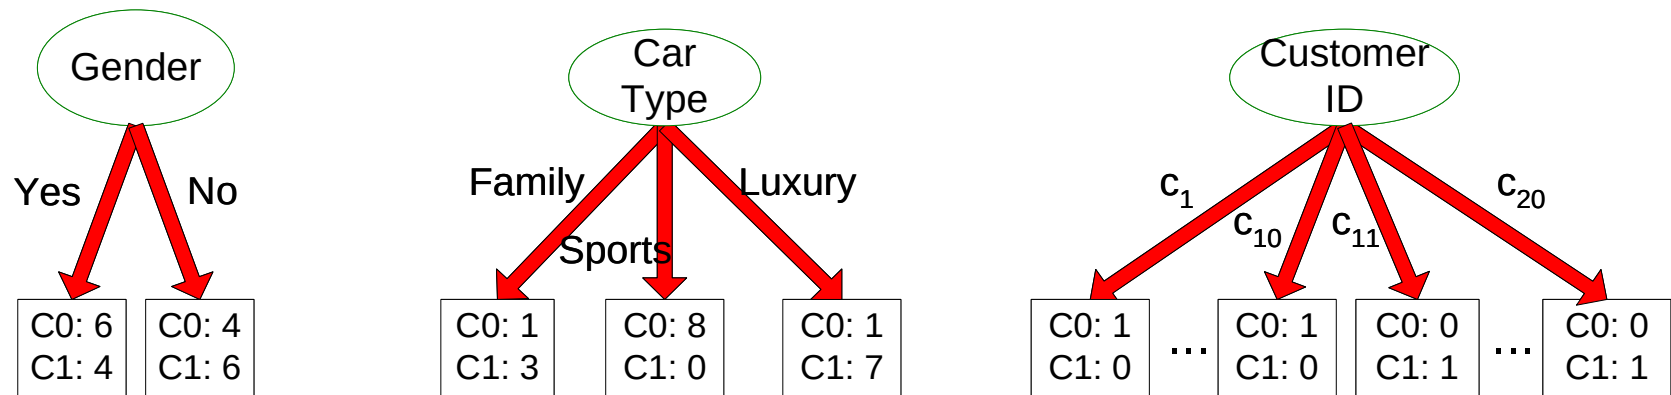 Gender
Yes
No
C0: 6
C1: 4
C0: 4
C1: 6
Car
Type
Family
Sports
Luxury
C0: 1
C1: 3
C0: 8
C1: 0
C0: 1
C1: 7
Customer
ID
c1
c10
c11
c20
C0: 1
C1: 0
...
C0: 1
C1: 0
C0: 0
C1: 1
...
C0: 0
C1: 1